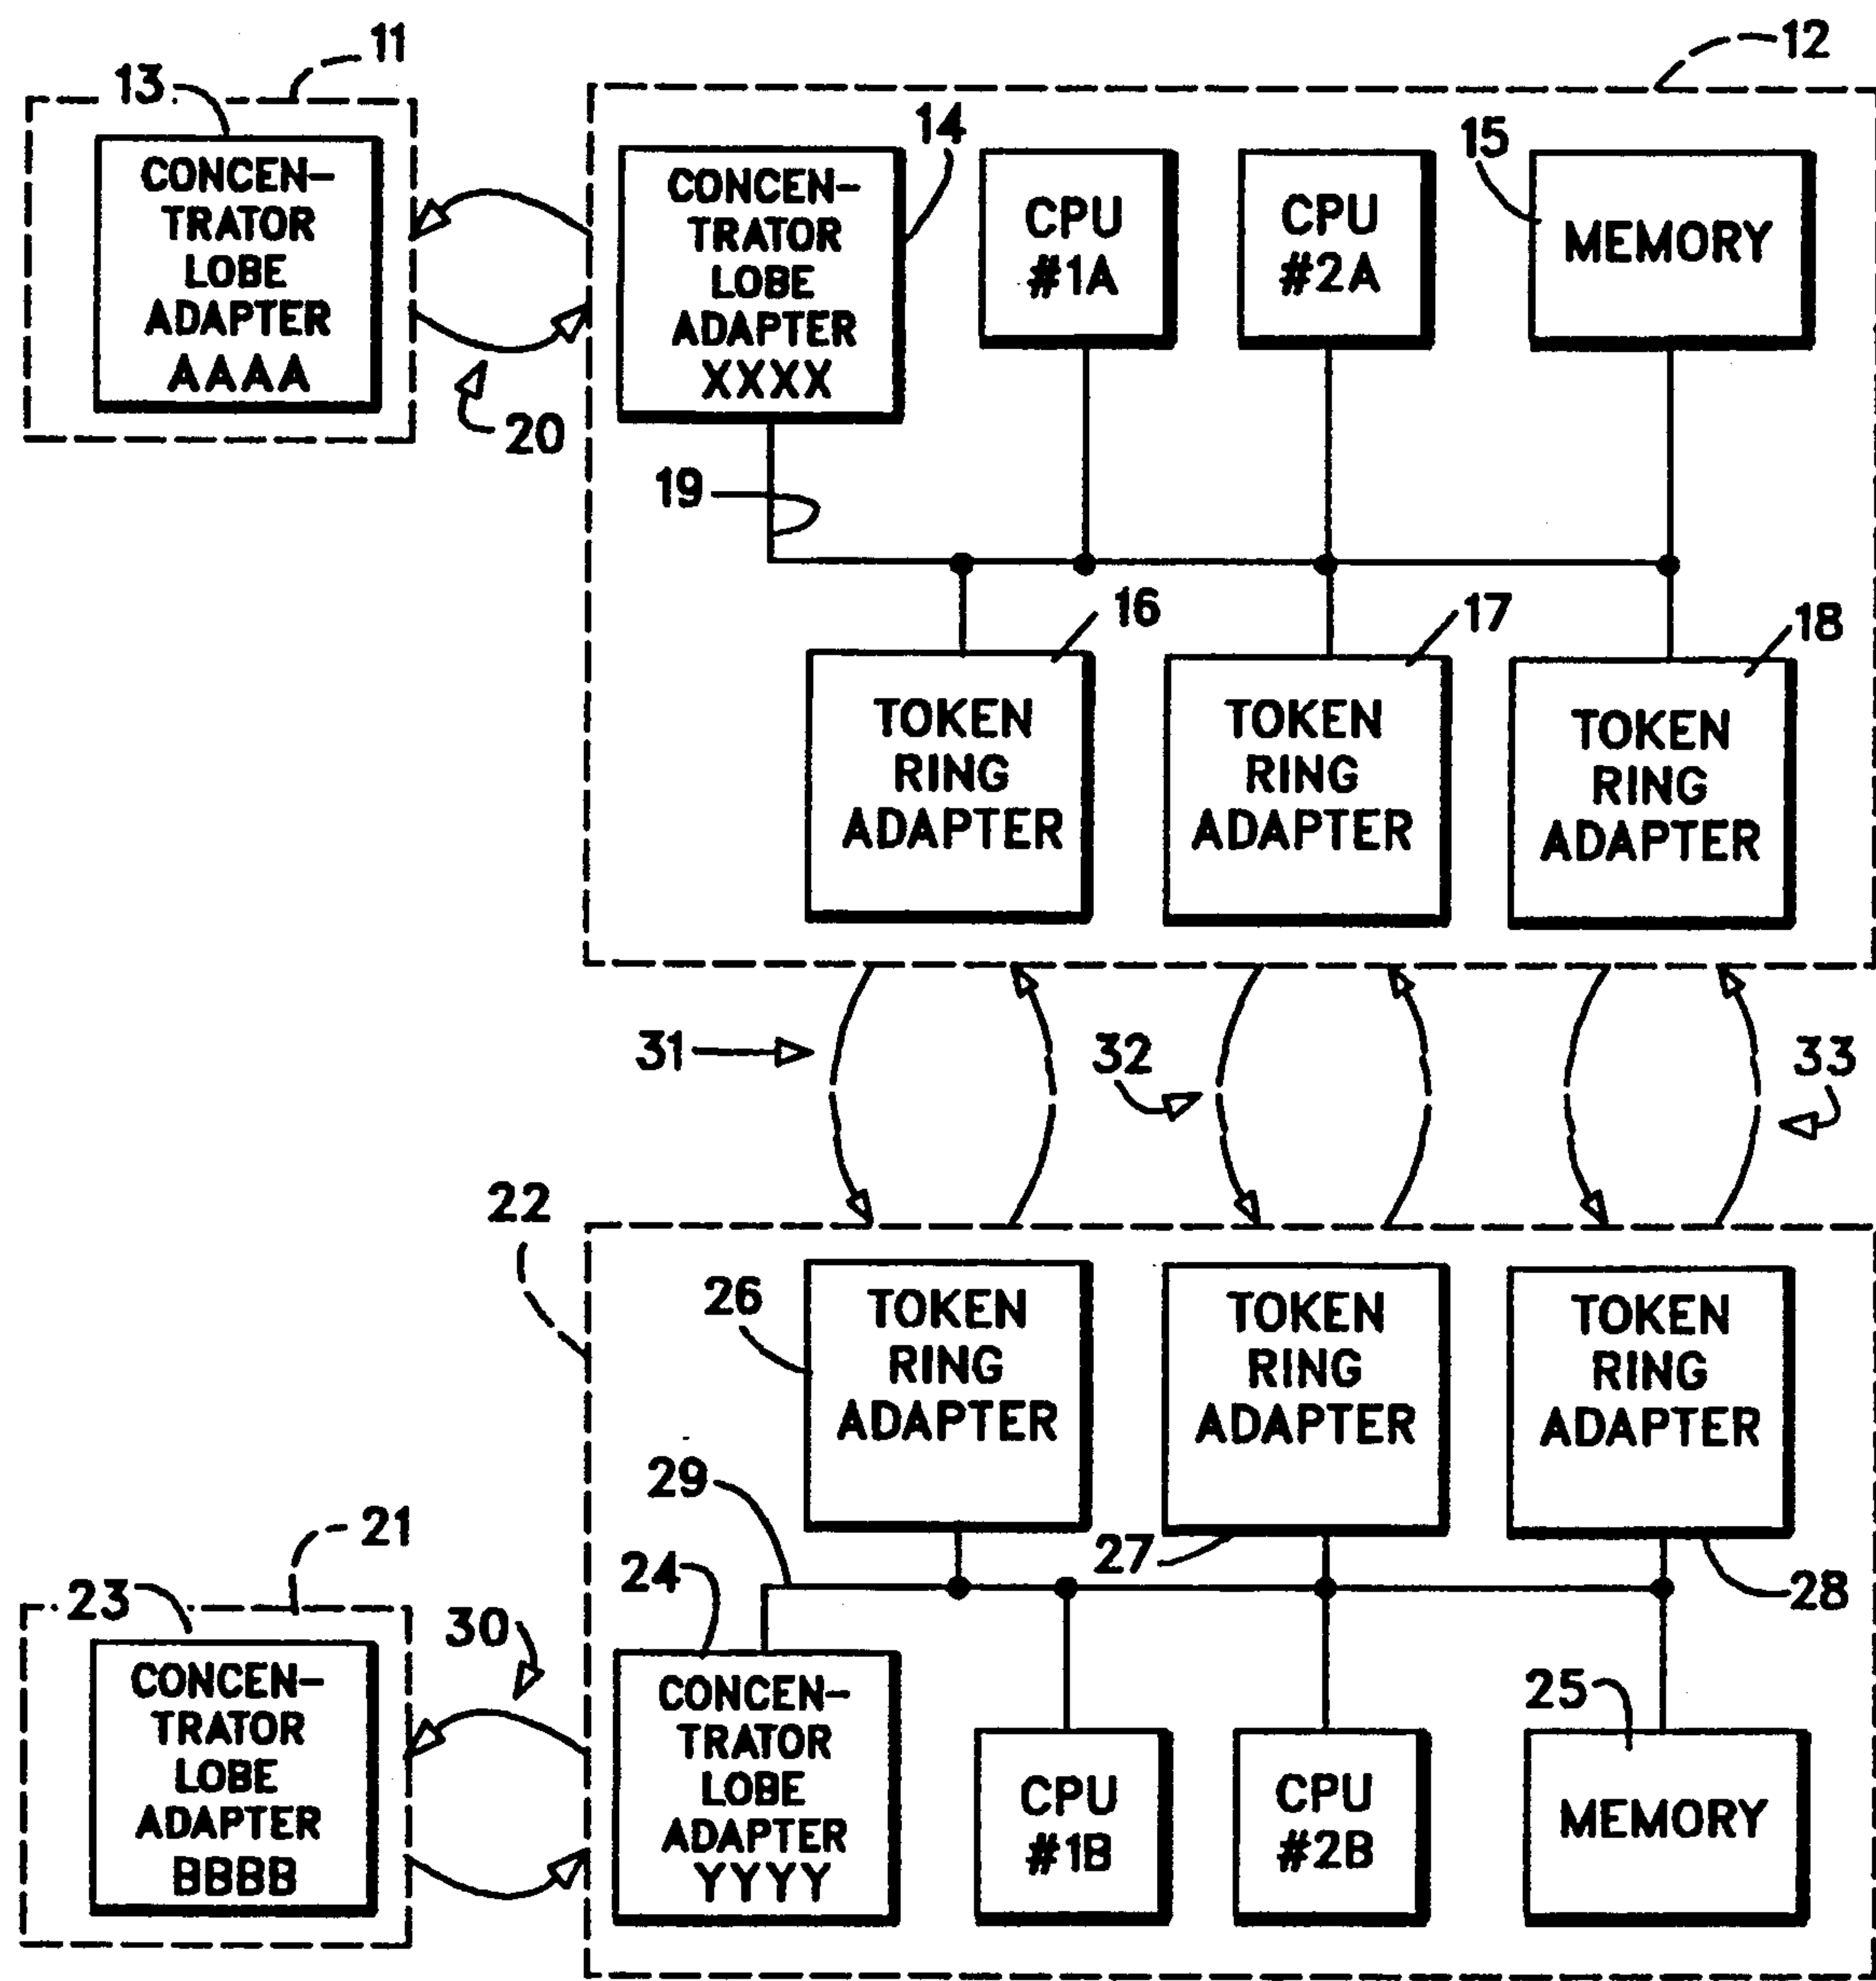 11
12
13
CONCEN-
TRATOR
LOBE
ADAPTER
AAAA
14
CONCEN-
TRATOR
LOBE
ADAPTER
XXXX
CPU
#1A
CPU
#2A
15
MEMORY
20
19
16
TOKEN
RING
ADAPTER
17
TOKEN
RING
ADAPTER
18
TOKEN
RING
ADAPTER
31
32
33
22
26
TOKEN
RING
ADAPTER
27
TOKEN
RING
ADAPTER
28
TOKEN
RING
ADAPTER
29
21
23
CONCEN-
TRATOR
LOBE
ADAPTER
BBBB
30
24
CONCEN-
TRATOR
LOBE
ADAPTER
YYYY
CPU
#1B
CPU
#2B
25
MEMORY